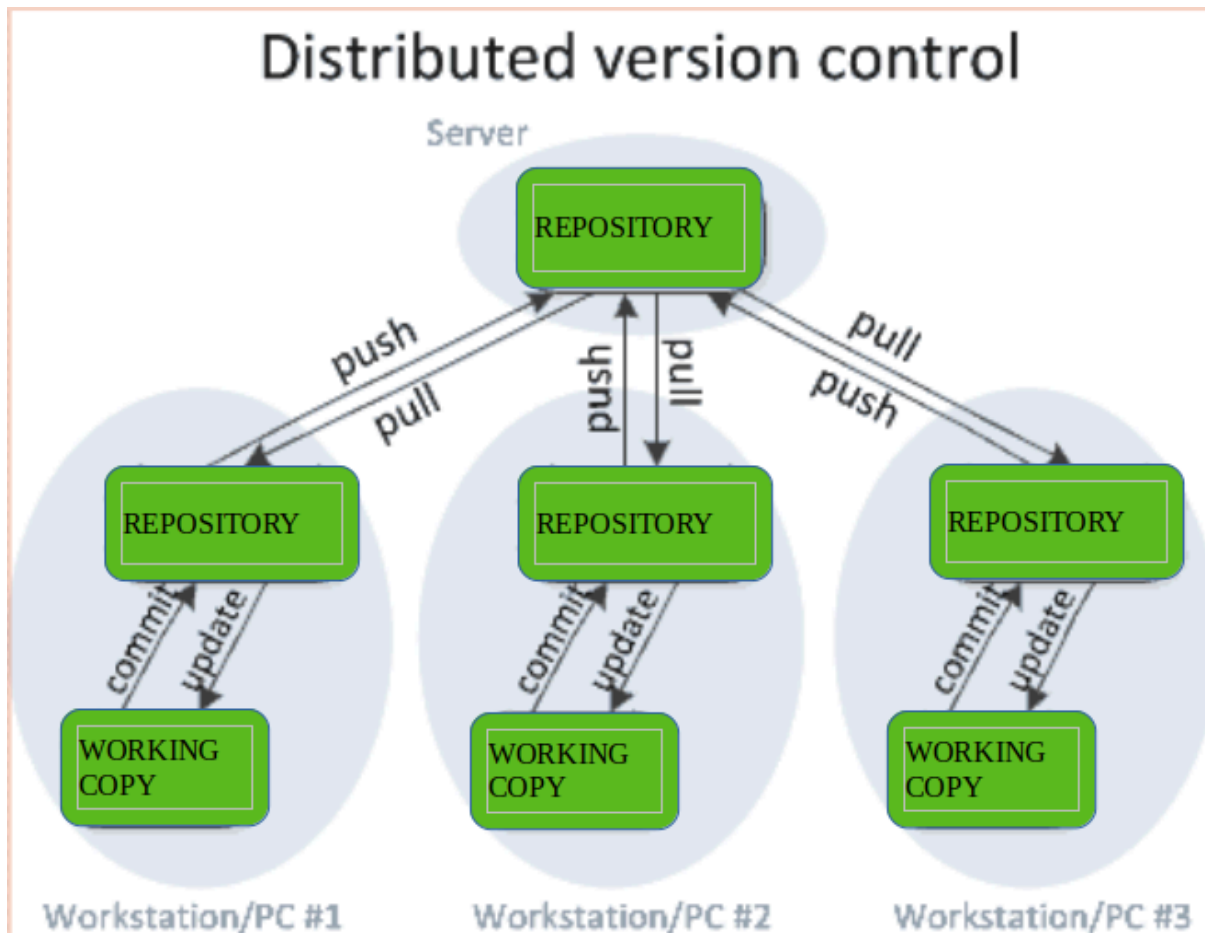 Distributed version control
Server
REPOSITORY
push
pull
push
pull
pull
push
REPOSITORY
REPOSITORY
REPOSITORY
commit
update
commit
update
commit
update
WORKING
COPY
WORKING
COPY
WORKING
COPY
Workstation/PC #1
Workstation/PC #2
Workstation/PC #3